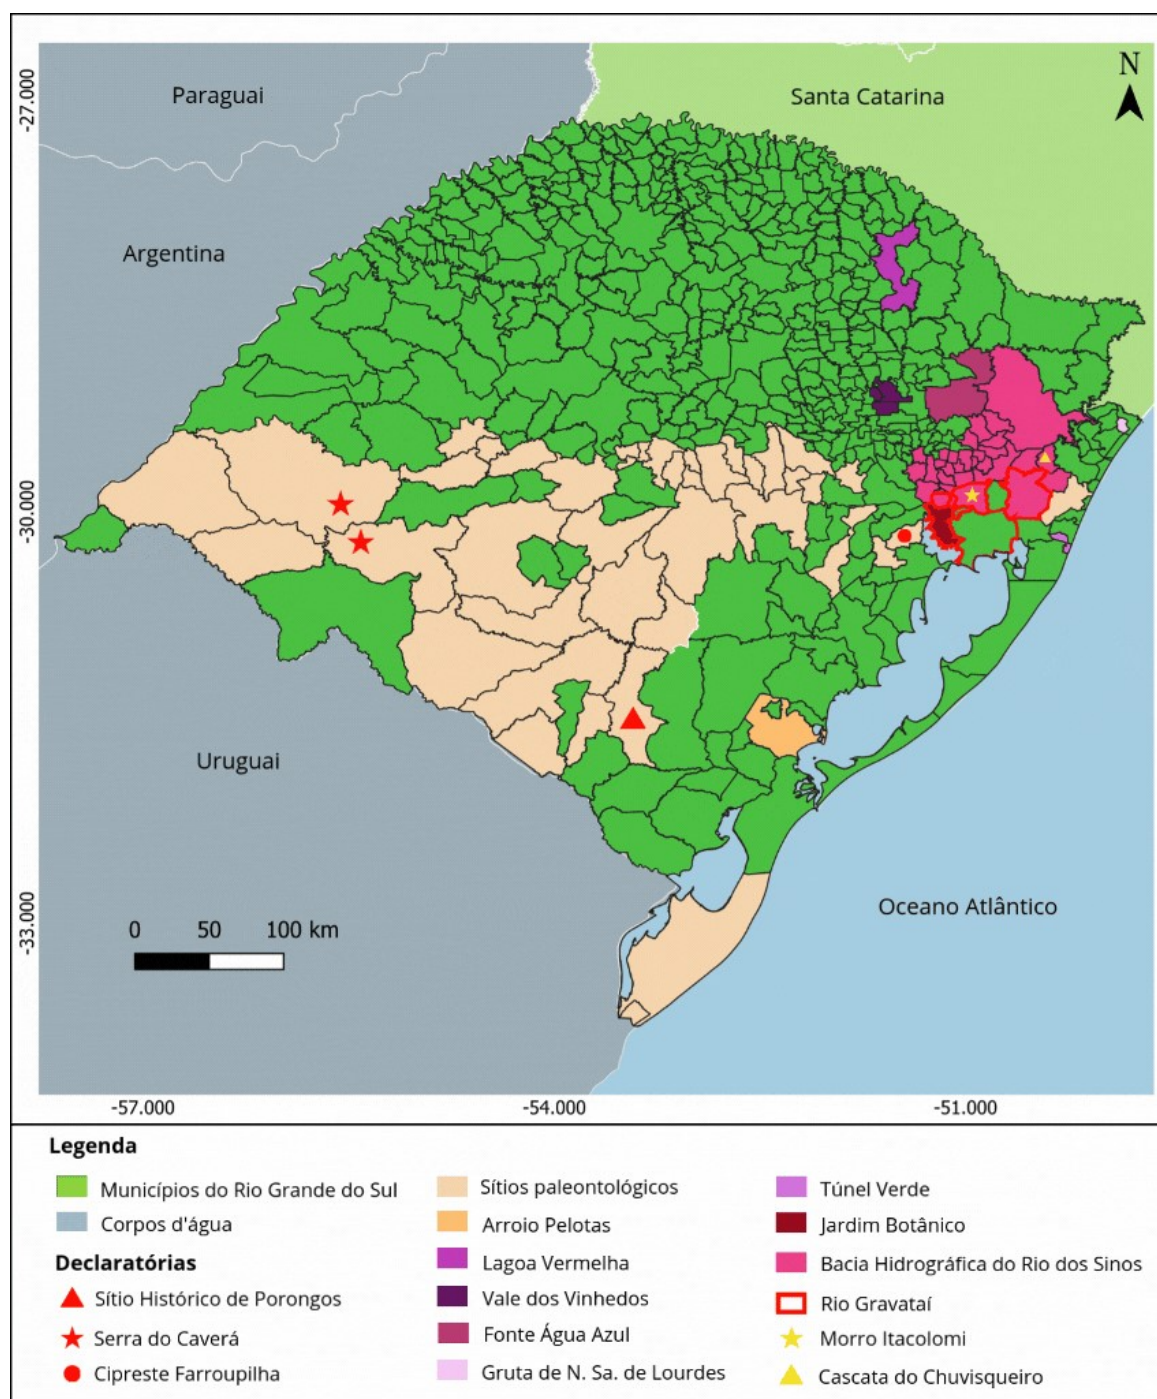 Paraguai
Santa Catarina
N
-27.000
Argentina
-30.000
Uruguai
Oceano Atlântico
-33.000
0 50 100 km
-57.000 -54.000 -51.000
Legenda
Municípios do Rio Grande do Sul
Corpos d'água
Declaratórias
Sítio Histórico de Porongos
Serra do Caverá
Cipreste Farroupilha
Sítios paleontológicos
Arroio Pelotas
Lagoa Vermelha
Vale dos Vinhedos
Fonte Água Azul
Gruta de N. Sa. de Lourdes
Túnel Verde
Jardim Botânico
Bacia Hidrográfica do Rio dos Sinos
Rio Gravataí
Morro Itacolomi
Cascata do Chuvisqueiro